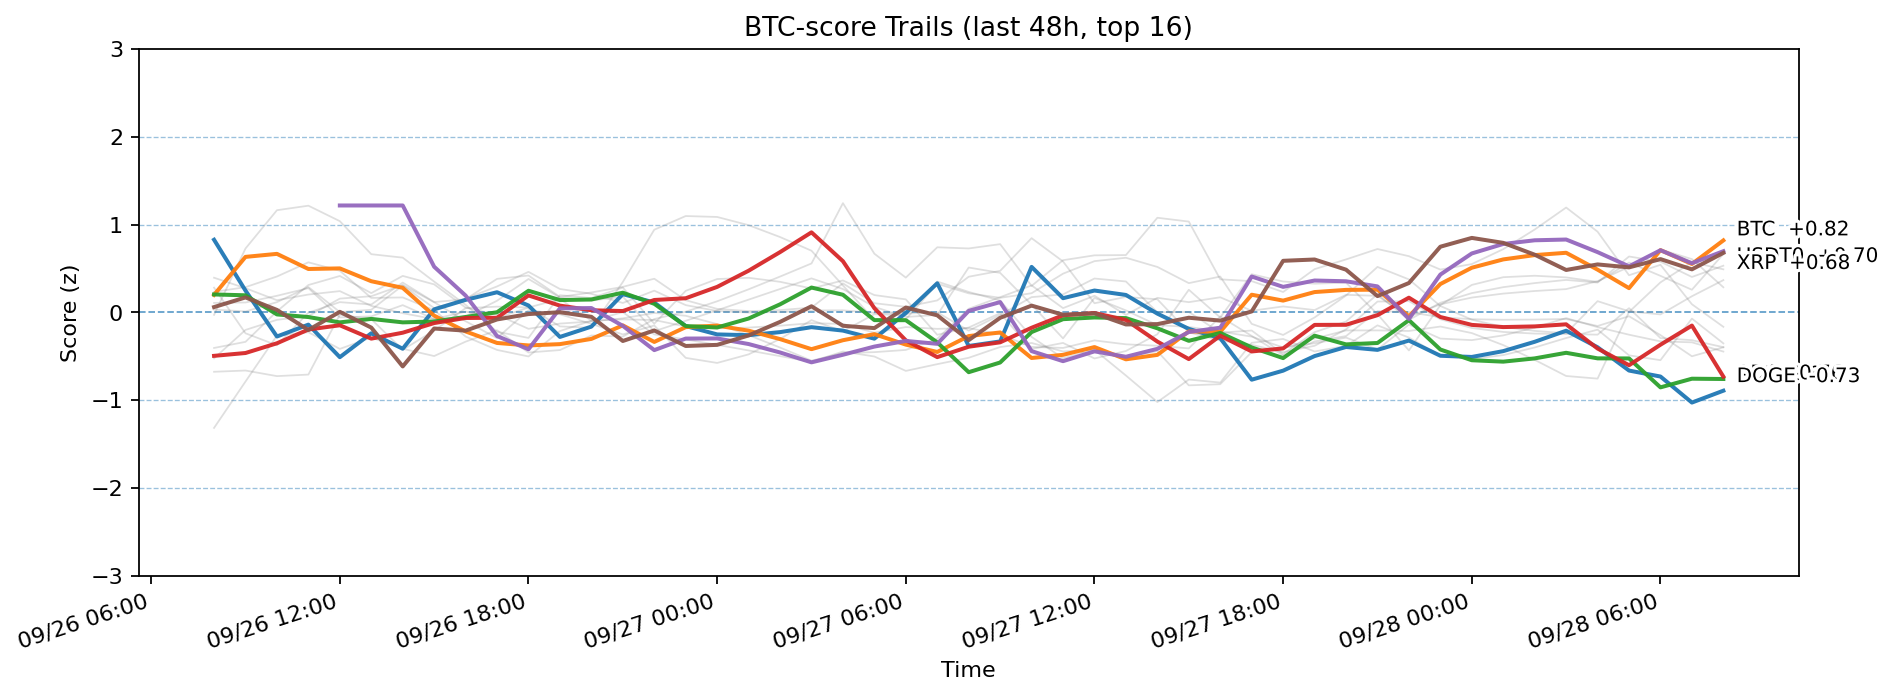 BTC-score Trails (last 48h, top 16)
Score (z)
3
2
1
0
−1
−2
−3
BTC +0.82
XRP +0.68
DOGE -0.73
09/26 06:00
09/26 12:00
09/26 18:00
09/27 00:00
09/27 06:00
09/27 12:00
09/27 18:00
09/28 00:00
09/28 06:00
Time